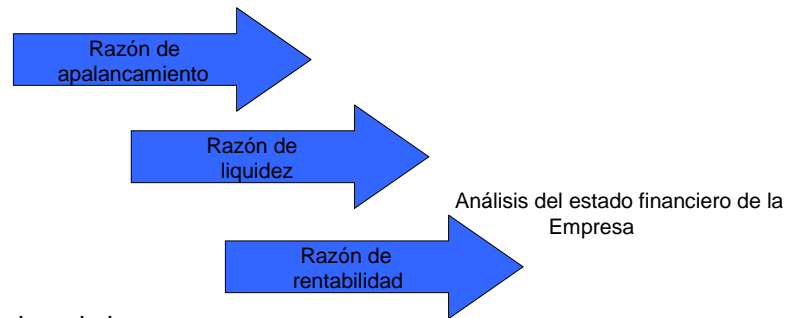 Razón de
apalancamiento
Razón de
liquidez
Análisis del estado financiero de la
Empresa
Razón de
rentabilidad